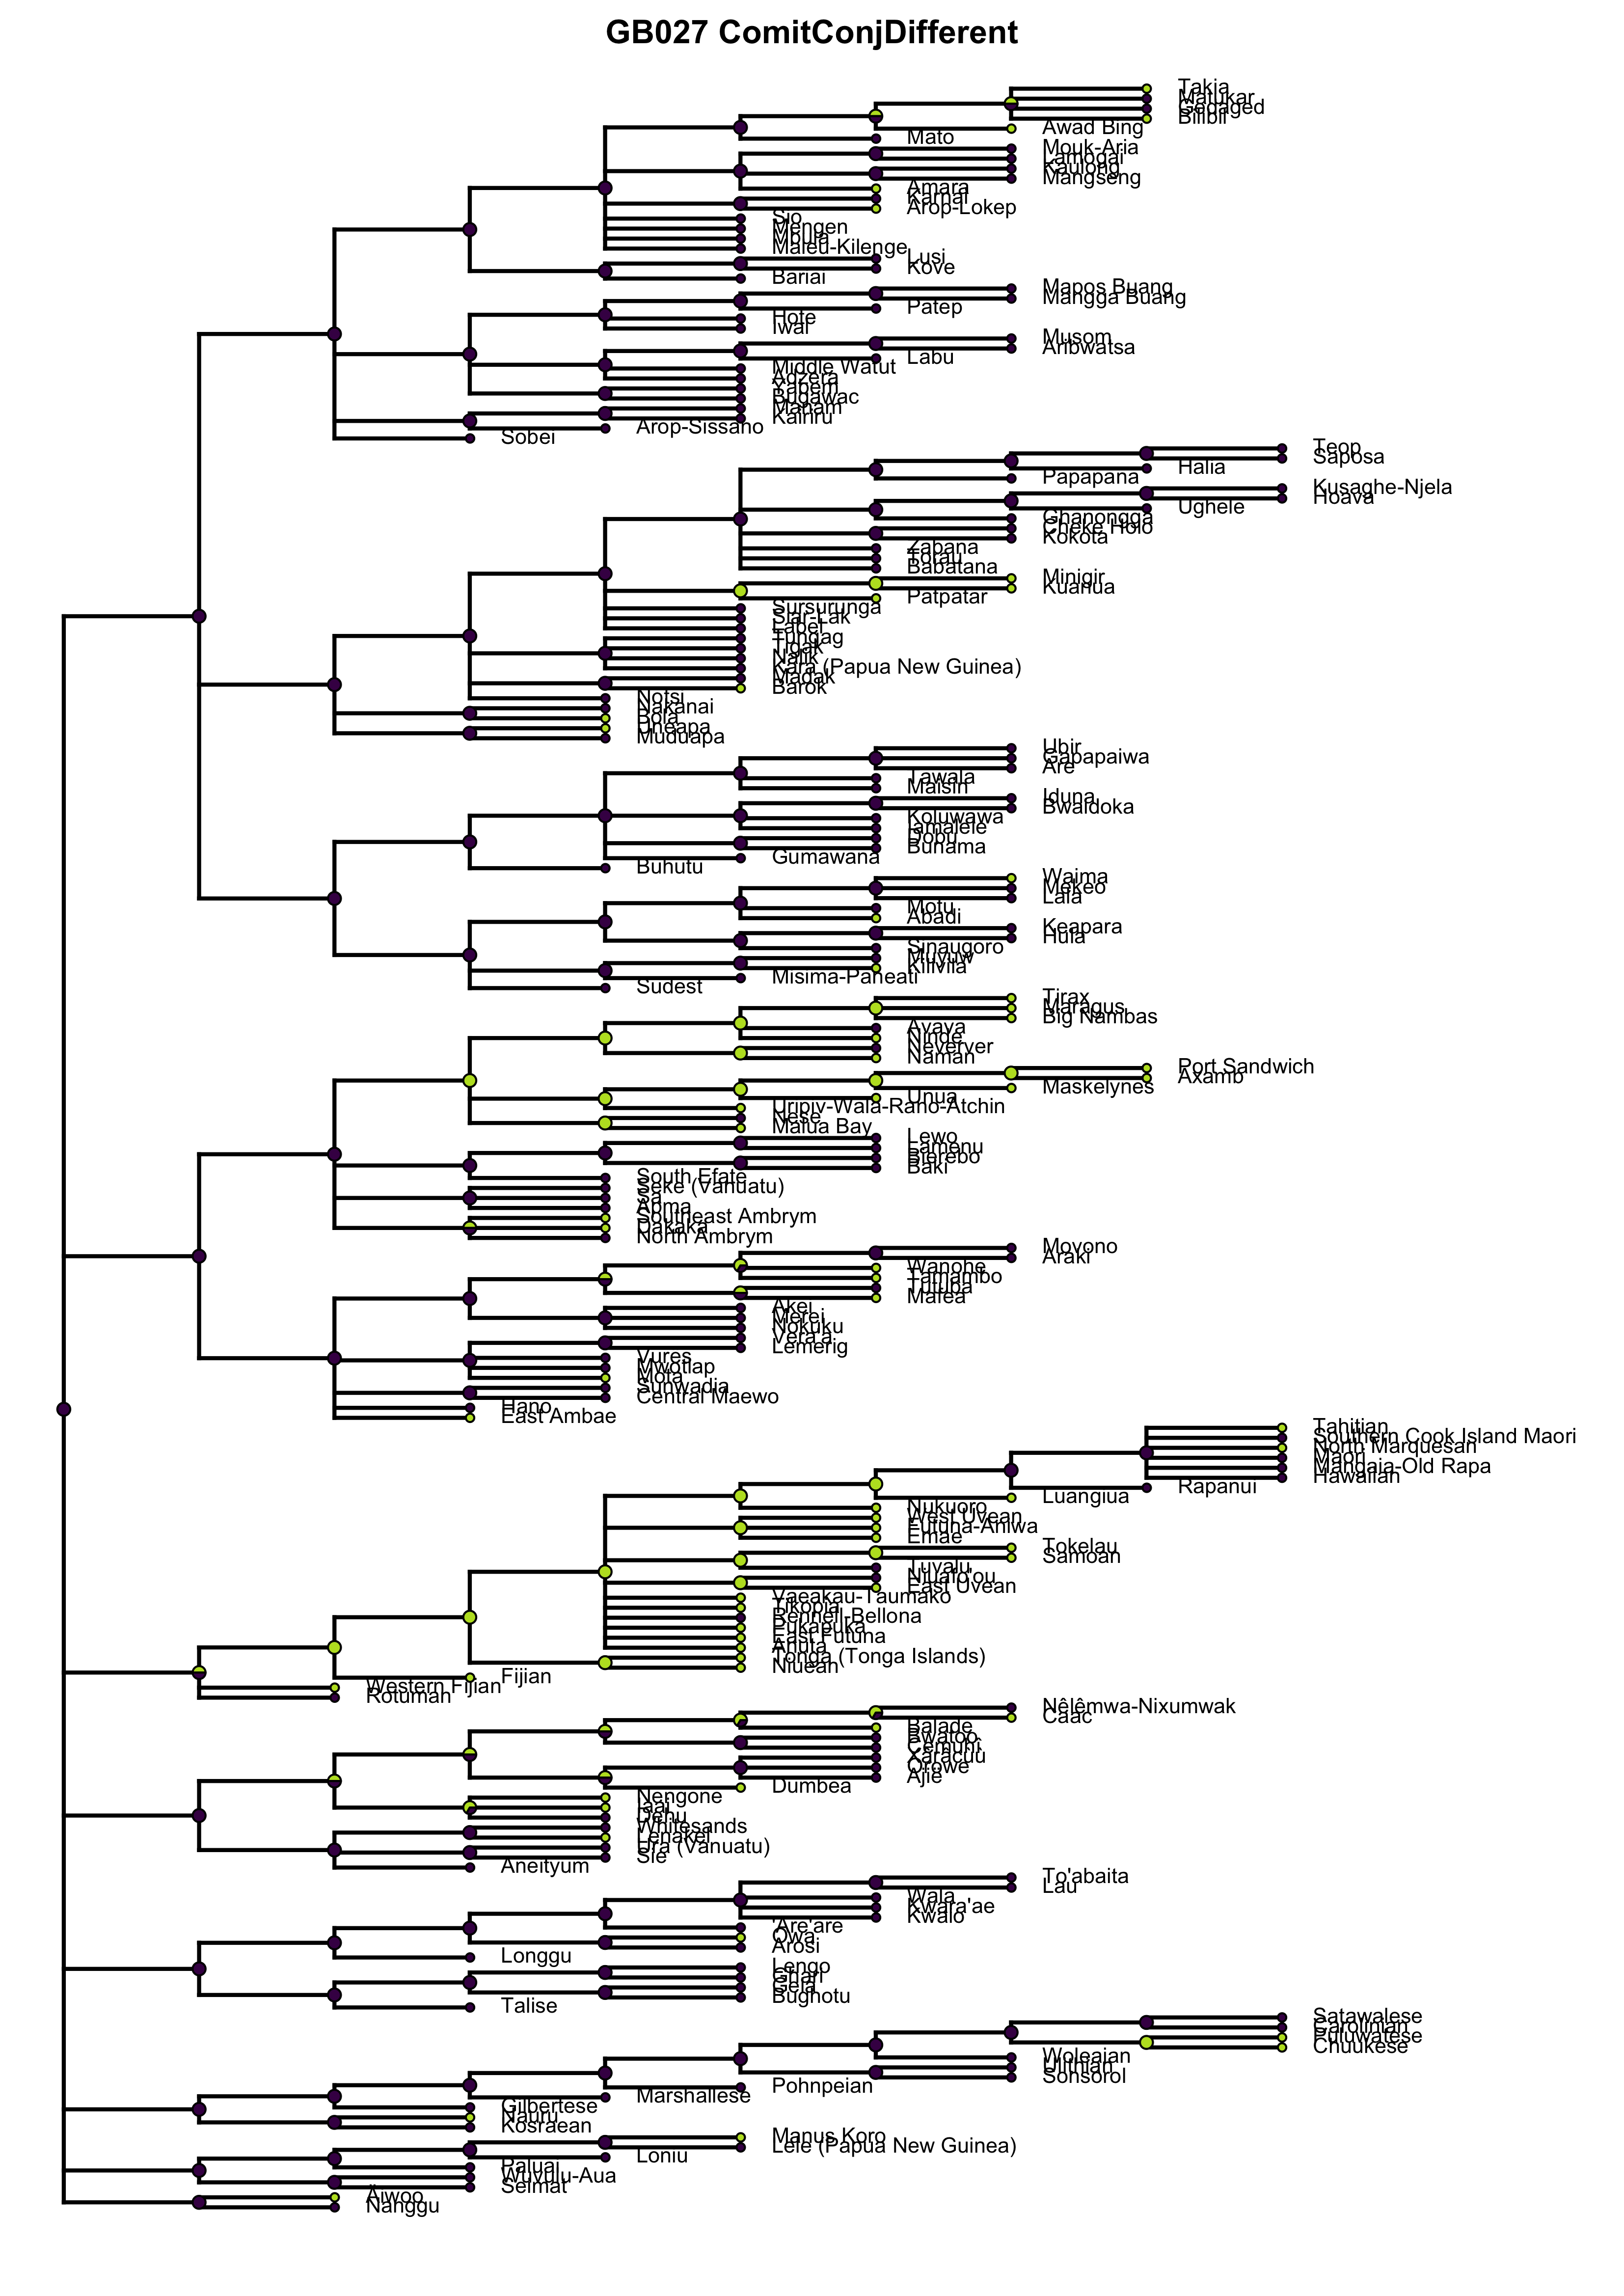 GB027 ComitConjDifferent
Takia
Matukar
Gedaged
Bilibil
Awad Bing
Mato
Mouk-Aria
Lamogai
Kaulong
Mangseng
Amara
Karnai
Arop-Lokep
Sio
Mengen
Mbula
Maleu-Kilenge
Lusi
Kove
Bariai
Mapos Buang
Mangga Buang
Patep
Hote
Iwal
Musom
Aribwatsa
Labu
Middle Watut
Adzera
Yabem
Bugawac
Manam
Kairiru
Arop-Sissano
Sobei
Teop
Saposa
Halia
Papapana
Kusaghe-Njela
Hoava
Ughele
Ghanongga
Cheke Holo
Kokota
Zabana
Torau
Babatana
Minigir
Kuanua
Patpatar
Sursurunga
Siar-Lak
Label
Tungag
Tigak
Nalik
Kara (Papua New Guinea)
Madak
Barok
Notsi
Nakanai
Bola
Uneapa
Muduapa
Ubir
Gapapaiwa
Are
Tawala
Maisin
Iduna
Bwaidoka
Koluwawa
Iamalele
Dobu
Bunama
Gumawana
Buhutu
Waima
Mekeo
Lala
Motu
Abadi
Keapara
Hula
Sinaugoro
Muyuw
Kilivila
Misima-Paneati
Sudest
Tirax
Maragus
Big Nambas
Avava
Ninde
Neverver
Naman
Port Sandwich
Axamb
Maskelynes
Unua
Uripiv-Wala-Rano-Atchin
Nese
Malua Bay
Lewo
Lamenu
Bierebo
Baki
South Efate
Seke (Vanuatu)
Sa
Apma
Southeast Ambrym
Dakaka
North Ambrym
Movono
Araki
Wanohe
Tamambo
Tutuba
Mafea
Akei
Merei
Nokuku
Vera'a
Lemerig
Vures
Mwotlap
Mota
Sunwadia
Central Maewo
Hano
East Ambae
Tahitian
Southern Cook Island Maori
North Marquesan
Maori
Mangaia-Old Rapa
Hawaiian
Rapanui
Luangiua
Nukuoro
West Uvean
Futuna-Aniwa
Emae
Tokelau
Samoan
Tuvalu
Niuafo'ou
East Uvean
Vaeakau-Taumako
Tikopia
Rennell-Bellona
Pukapuka
East Futuna
Anuta
Tonga (Tonga Islands)
Niuean
Fijian
Western Fijian
Rotuman
Nêlêmwa-Nixumwak
Caac
Balade
Bwatoo
Cemuhî
Xârâcùù
Orowe
Ajië
Dumbea
Nengone
Iaai
Dehu
Whitesands
Lenakel
Ura (Vanuatu)
Sie
Aneityum
To'abaita
Lau
Wala
Kwara'ae
Kwaio
'Are'are
Owa
Arosi
Longgu
Lengo
Ghari
Gela
Bughotu
Talise
Satawalese
Carolinian
Puluwatese
Chuukese
Woleaian
Ulithian
Sonsorol
Pohnpeian
Marshallese
Gilbertese
Nauru
Kosraean
Manus Koro
Lele (Papua New Guinea)
Loniu
Paluai
Wuvulu-Aua
Seimat
Äiwoo
Nanggu